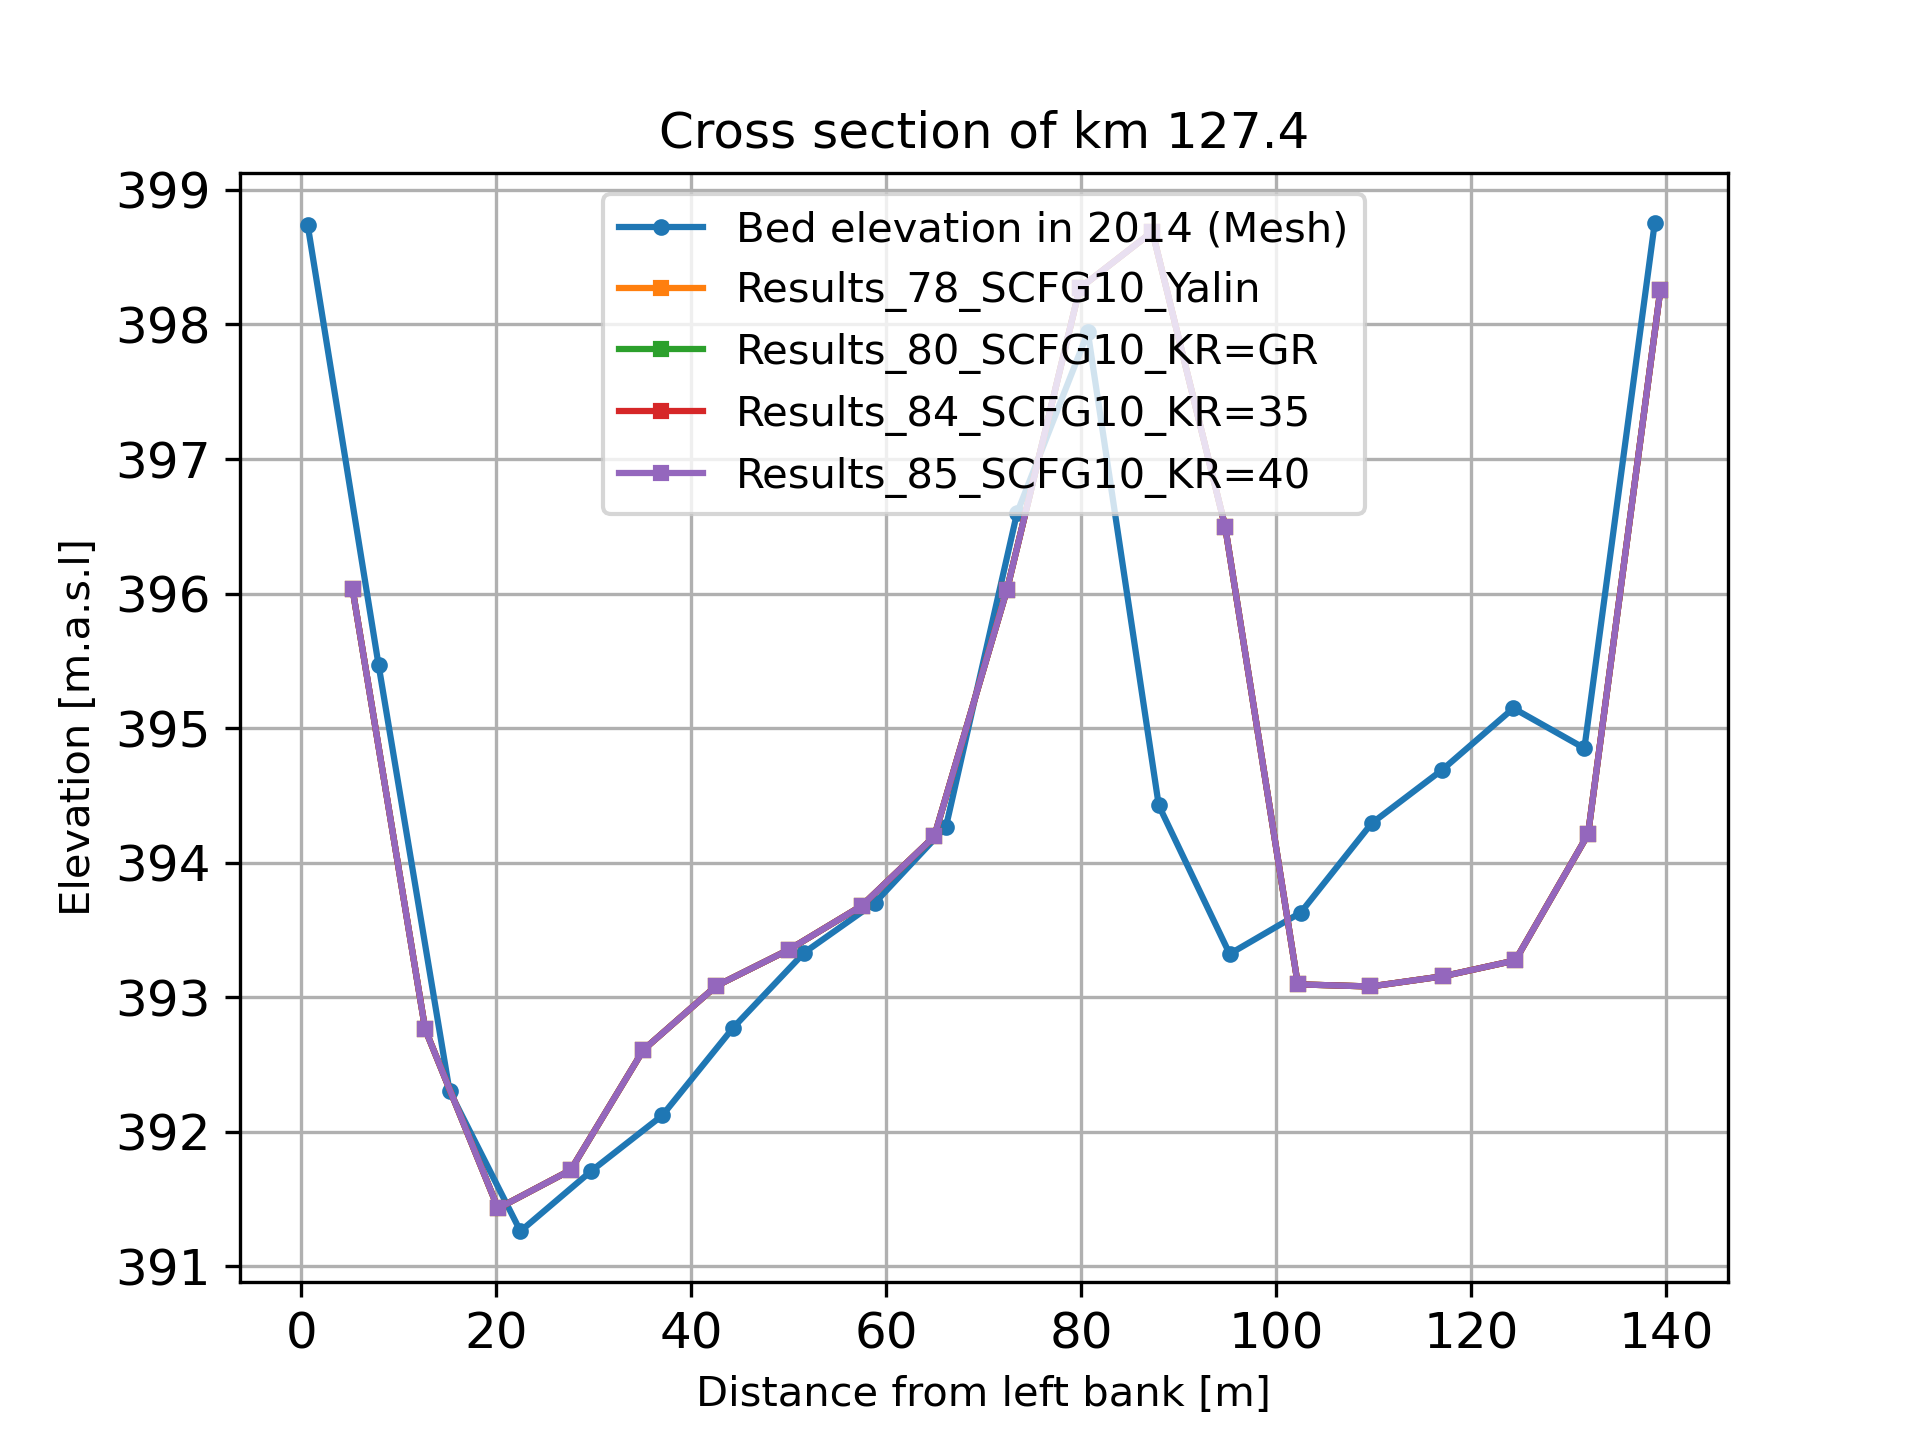 Cross section of km 127.4
399
398
397
396
395
394
393
392
391
Elevation [m.a.s.l]
Bed elevation in 2014 (Mesh)
Results_78_SCFG10_Yalin
Results_80_SCFG10_KR=GR
Results_84_SCFG10_KR=35
Results_85_SCFG10_KR=40
0 20 40 60 80 100 120 140
Distance from left bank [m]